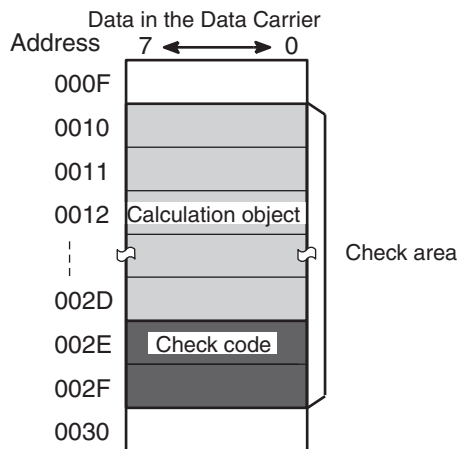 Data in the Data Carrier
Address 7 0
000F
0010
0011
0012 Calculation object
Check area
002D
002E Check code
002F
0030